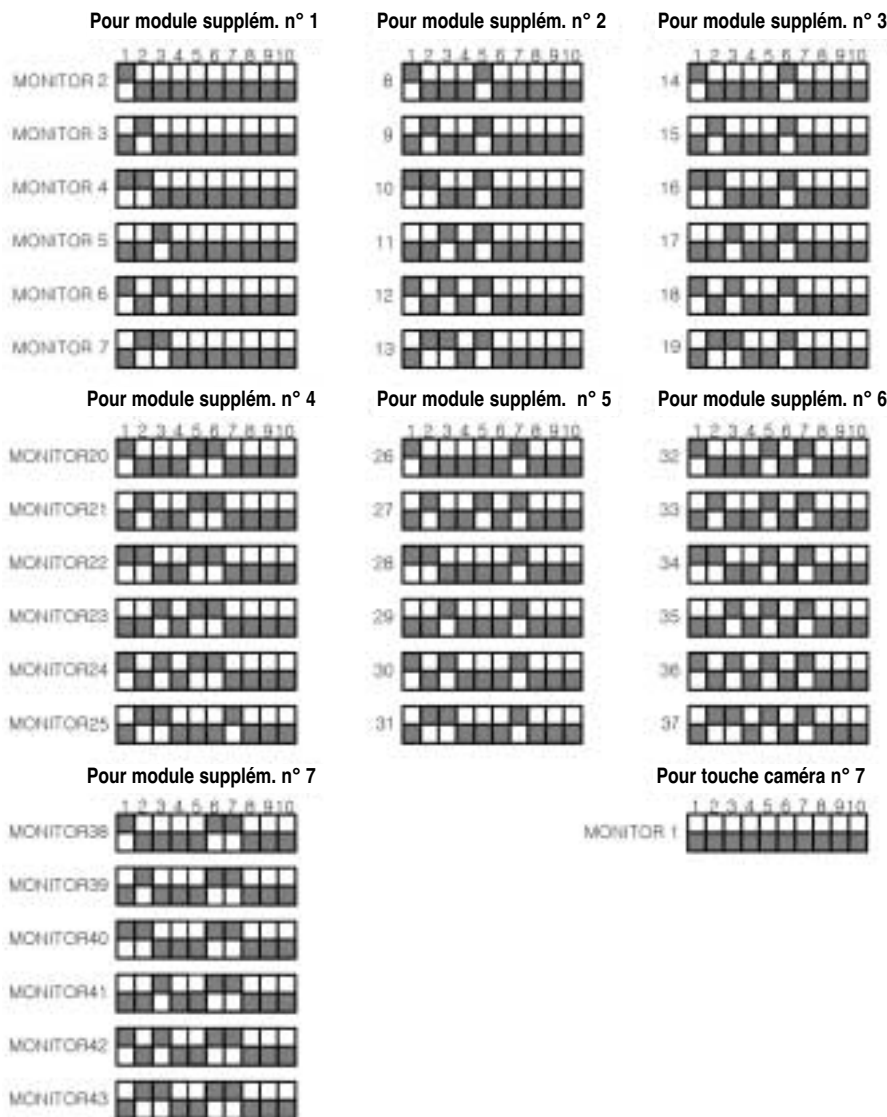 Pour module supplém. n° 1
1 2 3 4 5 6 7 8 9 10
MONITOR 2
MONITOR 3
MONITOR 4
MONITOR 5
MONITOR 6
MONITOR 7
Pour module supplém. n° 2
1 2 3 4 5 6 7 8 9 10
8
9
10
11
12
13
Pour module supplém. n° 3
1 2 3 4 5 6 7 8 9 10
14
15
16
17
18
19
Pour module supplém. n° 4
1 2 3 4 5 6 7 8 9 10
MONITOR20
MONITOR21
MONITOR22
MONITOR23
MONITOR24
MONITOR25
Pour module supplém. n° 5
1 2 3 4 5 6 7 8 9 10
26
27
28
29
30
31
Pour module supplém. n° 6
1 2 3 4 5 6 7 8 9 10
32
33
34
35
36
37
Pour module supplém. n° 7
1 2 3 4 5 6 7 8 9 10
MONITOR38
MONITOR39
MONITOR40
MONITOR41
MONITOR42
MONITOR43
Pour touche caméra n° 7
1 2 3 4 5 6 7 8 9 10
MONITOR 1